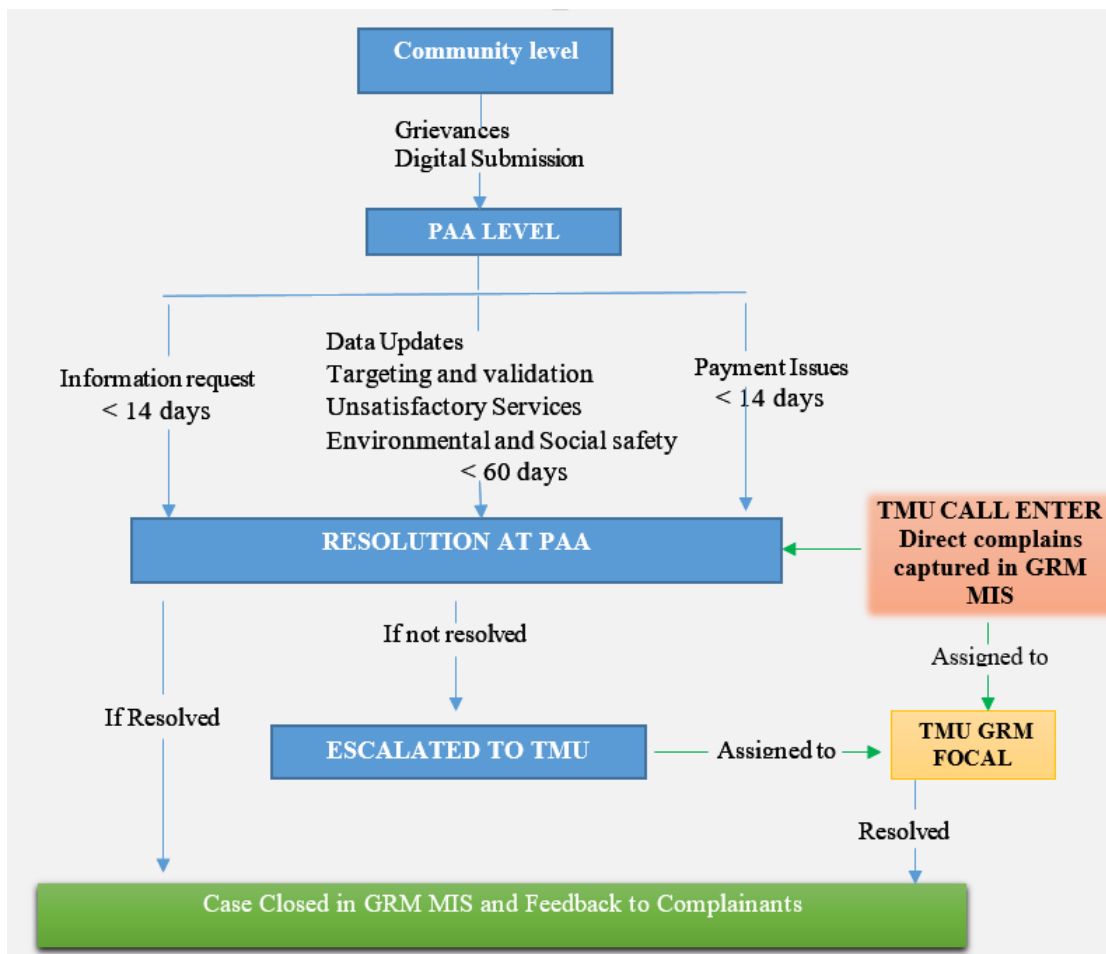 Community level
Grievances
Digital Submission
PAA LEVEL
Information request
< 14 days
Data Updates
Targeting and validation
Unsatisfactory Services
Environmental and Social safety
< 60 days
Payment Issues
< 14 days
RESOLUTION AT PAA
TMU CALL ENTER
Direct complains
captured in GRM
MIS
If not resolved
Assigned to
If Resolved
ESCALATED TO TMU
Assigned to
TMU GRM
FOCAL
Resolved
Case Closed in GRM MIS and Feedback to Complainants